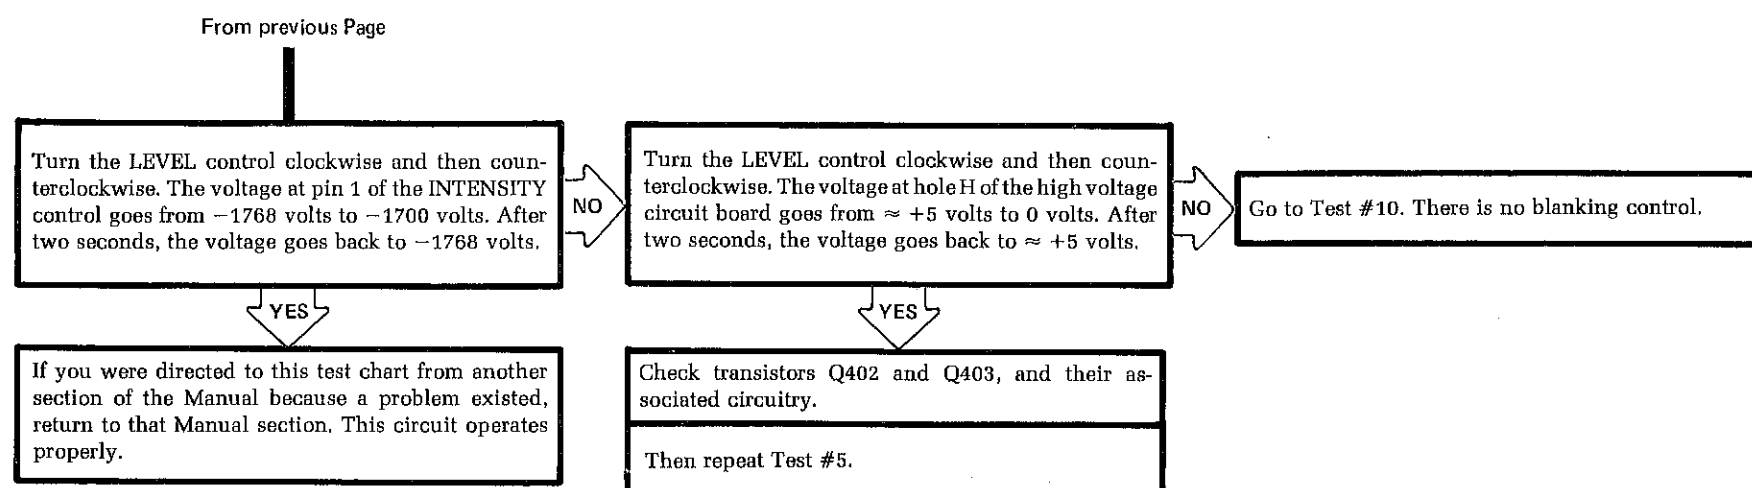 From previous Page
Turn the LEVEL control clockwise and then coun-
terclockwise. The voltage at pin 1 of the INTENSITY
control goes from −1768 volts to −1700 volts. After
two seconds, the voltage goes back to −1768 volts.
NO
Turn the LEVEL control clockwise and then coun-
terclockwise. The voltage at hole H of the high voltage
circuit board goes from ≈ +5 volts to 0 volts. After
two seconds, the voltage goes back to ≈ +5 volts.
NO
Go to Test #10. There is no blanking control.
YES
If you were directed to this test chart from another
section of the Manual because a problem existed,
return to that Manual section. This circuit operates
properly.
YES
Check transistors Q402 and Q403, and their as-
sociated circuitry.
Then repeat Test #5.